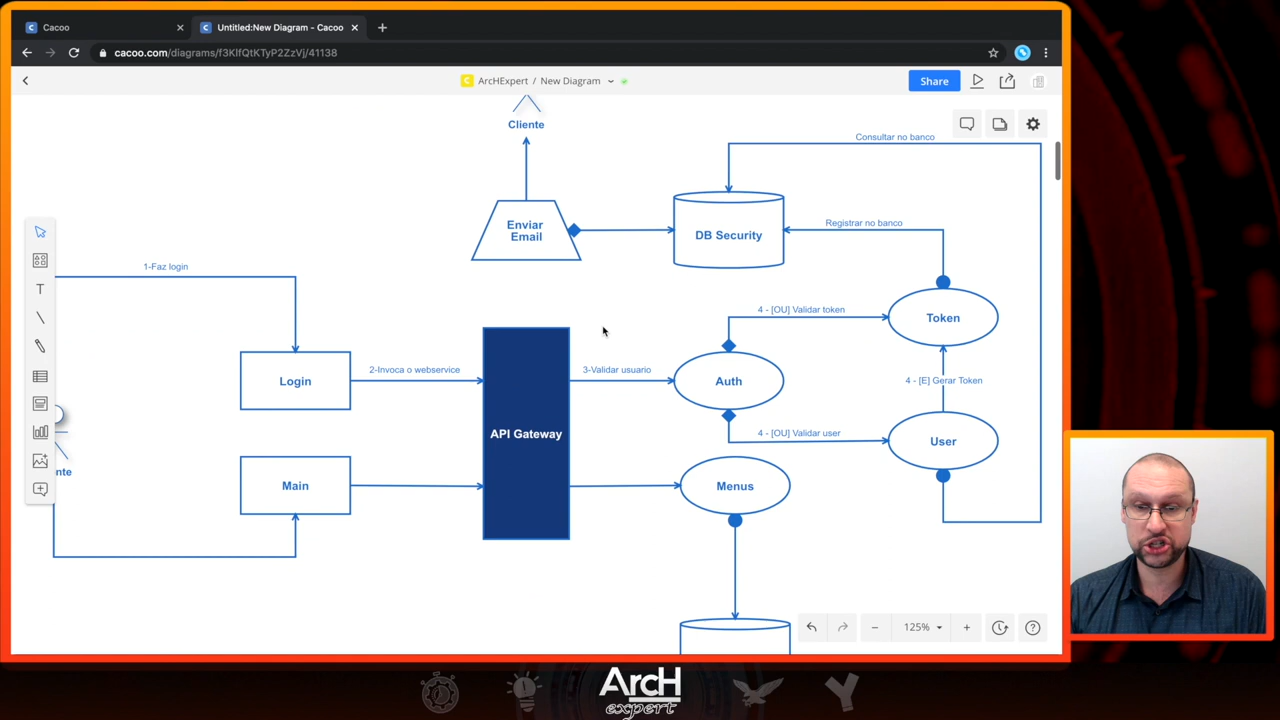 Cacoo
Untitled:New Diagram - Cacoo
cacoo.com/diagrams/f3KlfQtKTyP2ZzVj/41138
ArcHExpert / New Diagram
Share
Cliente
Consultar no banco
Enviar
Email
DB Security
Registrar no banco
1-Faz login
4 - [OU] Validar token
Token
Login
2-Invoca o webservice
3-Validar usuario
Auth
4 - [E] Gerar Token
API Gateway
4 - [OU] Validar user
User
nte
Main
Menus
125%
ArcH
expert